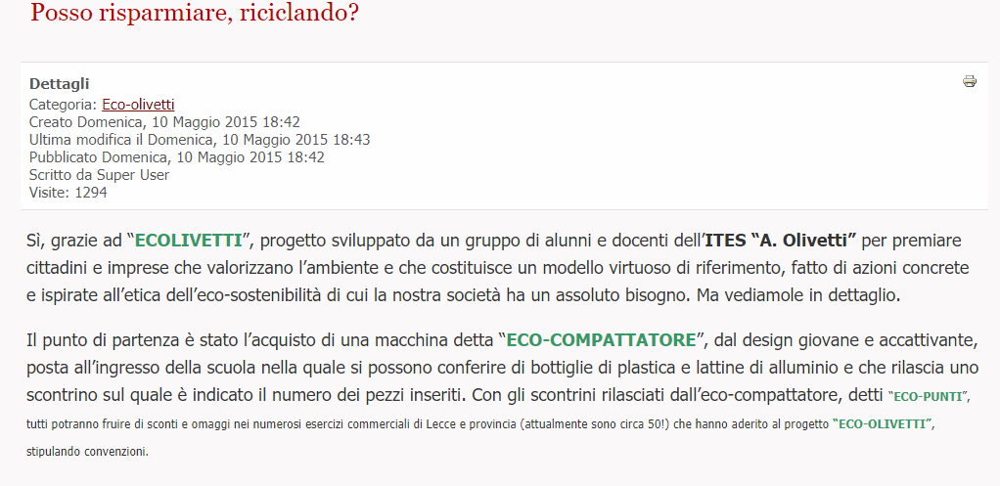 Posso risparmiare, riciclando?
Dettagli
Categoria: Eco-olivetti
Creato Domenica, 10 Maggio 2015 18:42
Ultima modifica il Domenica, 10 Maggio 2015 18:43
Pubblicato Domenica, 10 Maggio 2015 18:42
Scritto da Super User
Visite: 1294
Sì, grazie ad “ECOLIVETTI”, progetto sviluppato da un gruppo di alunni e docenti dell’ITES “A. Olivetti” per premiare
cittadini e imprese che valorizzano l’ambiente e che costituisce un modello virtuoso di riferimento, fatto di azioni concrete
e ispirate all’etica dell’eco-sostenibilità di cui la nostra società ha un assoluto bisogno. Ma vediamole in dettaglio.
Il punto di partenza è stato l’acquisto di una macchina detta “ECO-COMPATTATORE”, dal design giovane e accattivante,
posta all’ingresso della scuola nella quale si possono conferire di bottiglie di plastica e lattine di alluminio e che rilascia uno
scontrino sul quale è indicato il numero dei pezzi inseriti. Con gli scontrini rilasciati dall’eco-compattatore, detti “ECO-PUNTI”,
tutti potranno fruire di sconti e omaggi nei numerosi esercizi commerciali di Lecce e provincia (attualmente sono circa 50!) che hanno aderito al progetto “ECO-OLIVETTI”,
stipulando convenzioni.